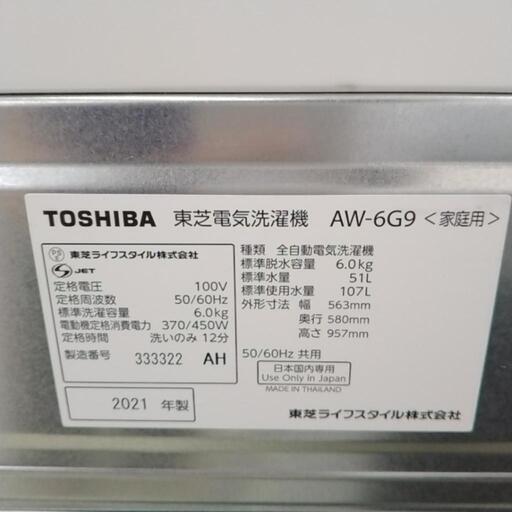 TOSHIBA 東芝電気洗濯機 AW-6G9 <家庭用>
PS E
東芝ライフスタイル株式会社
S JET
定格電圧 100V
定格周波数 50/60Hz
標準洗濯容量 6.0kg
電動機定格消費電力 370/450W
定格時間 洗いのみ 12分
製造番号 333322 AH
2021 年製
種類 全自動電気洗濯機
標準脱水容量 6.0kg
標準水量 51L
標準使用水量 107L
外形寸法 幅 563mm
奥行 580mm
高さ 957mm
50/60Hz 共用
日本国内専用
Use Only in Japan
MADE IN THAILAND
東芝ライフスタイル株式会社